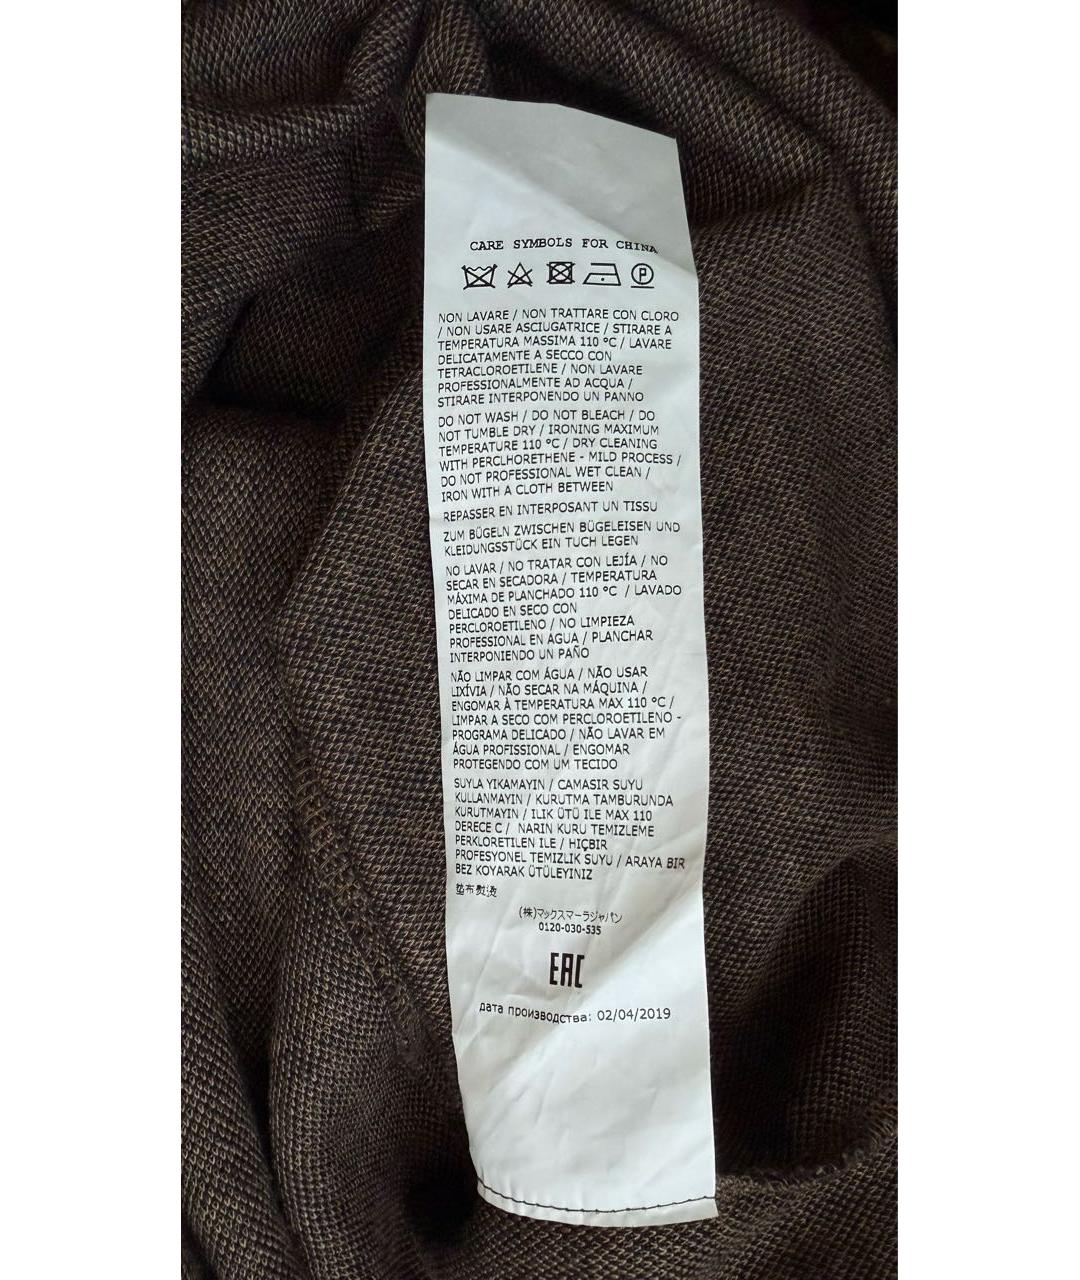 CARE SYMBOLS FOR CHINA
P
NON LAVARE / NON TRATTARE CON CLORO
/ NON USARE ASCIUGATRICE / STIRARE A
TEMPERATURA MASSIMA 110 °C / LAVARE
DELICATAMENTE A SECCO CON
TETRACLOROETILENE / NON LAVARE
PROFESSIONALMENTE AD ACQUA /
STIRARE INTERPONENDO UN PANNO
DO NOT WASH / DO NOT BLEACH / DO
NOT TUMBLE DRY / IRONING MAXIMUM
TEMPERATURE 110 °C / DRY CLEANING
WITH PERCLHORETHENE - MILD PROCESS /
DO NOT PROFESSIONAL WET CLEAN /
IRON WITH A CLOTH BETWEEN
REPASSER EN INTERPOSANT UN TISSU
ZUM BÜGELN ZWISCHEN BÜGELEISEN UND
KLEIDUNGSSTÜCK EIN TUCH LEGEN
NO LAVAR / NO TRATAR CON LEJÍA / NO
SECAR EN SECADORA / TEMPERATURA
MÁXIMA DE PLANCHADO 110 °C / LAVADO
DELICADO EN SECO CON
PERCLOROETILENO / NO LIMPIEZA
PROFESSIONAL EN AGUA / PLANCHAR
INTERPONIENDO UN PAÑO
NÃO LIMPAR COM ÁGUA / NÃO USAR
LIXÍVIA / NÃO SECAR NA MÁQUINA /
ENGOMAR À TEMPERATURA MAX 110 °C /
LIMPAR A SECO COM PERCLOROETILENO -
PROGRAMA DELICADO / NÃO LAVAR EM
ÁGUA PROFISSIONAL / ENGOMAR
PROTEGENDO COM UM TECIDO
SUYLA YIKAMAYIN / CAMASIR SUYU
KULLANMAYIN / KURUTMA TAMBURUNDA
KURUTMAYIN / ILIK ÜTÜ ILE MAX 110
DERECE C / NARIN KURU TEMIZLEME
PERKLORETILEN ILE / HIÇBIR
PROFESYONEL TEMIZLIK SUYU / ARAYA BIR
BEZ KOYARAK ÜTÜLEYINIZ
垫布熨烫
(株)マックスマーラジャパン
0120-030-535
EAC
дата производства: 02/04/2019